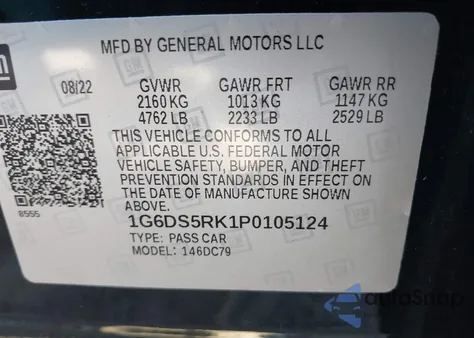 GM
MFD BY GENERAL MOTORS LLC
08/22 GVWR GAWR FRT GAWR RR
2160 KG 1013 KG 1147 KG
4762 LB 2233 LB 2529 LB
THIS VEHICLE CONFORMS TO ALL
APPLICABLE U.S. FEDERAL MOTOR
VEHICLE SAFETY, BUMPER, AND THEFT
PREVENTION STANDARDS IN EFFECT ON
THE DATE OF MANUFACTURE SHOWN
ABOVE.
8555
1G6DS5RK1P0105124
TYPE: PASS CAR
MODEL: 146DC79
autoSnap